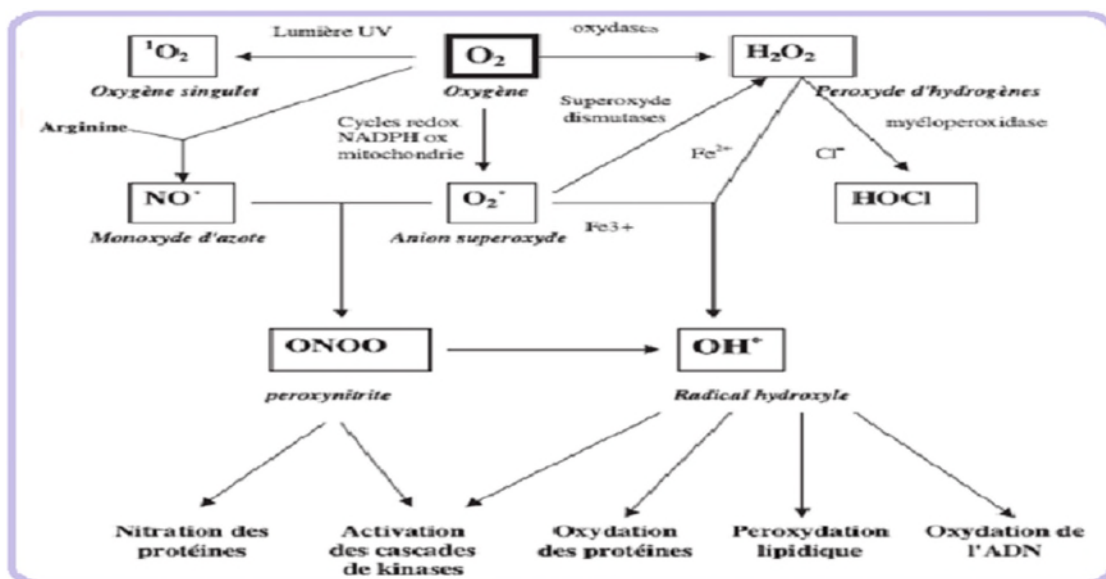 Lumière UV
oxydases
¹O₂
O₂
H₂O₂
Oxygène singulet
Oxygène
Peroxyde d'hydrogènes
Arginine
Cycles redox
NADPH ox
mitochondrie
Superoxyde
dismutases
myéloperoxidase
Fe²⁺
Cl⁻
NO·
O₂·
HOCl
Monoxyde d'azote
Anion superoxyde
Fe3+
ONOO
OH·
peroxynitrite
Radical hydroxyle
Nitration des
protéines
Activation
des cascades
de kinases
Oxydation
des protéines
Peroxydation
lipidique
Oxydation de
l'ADN